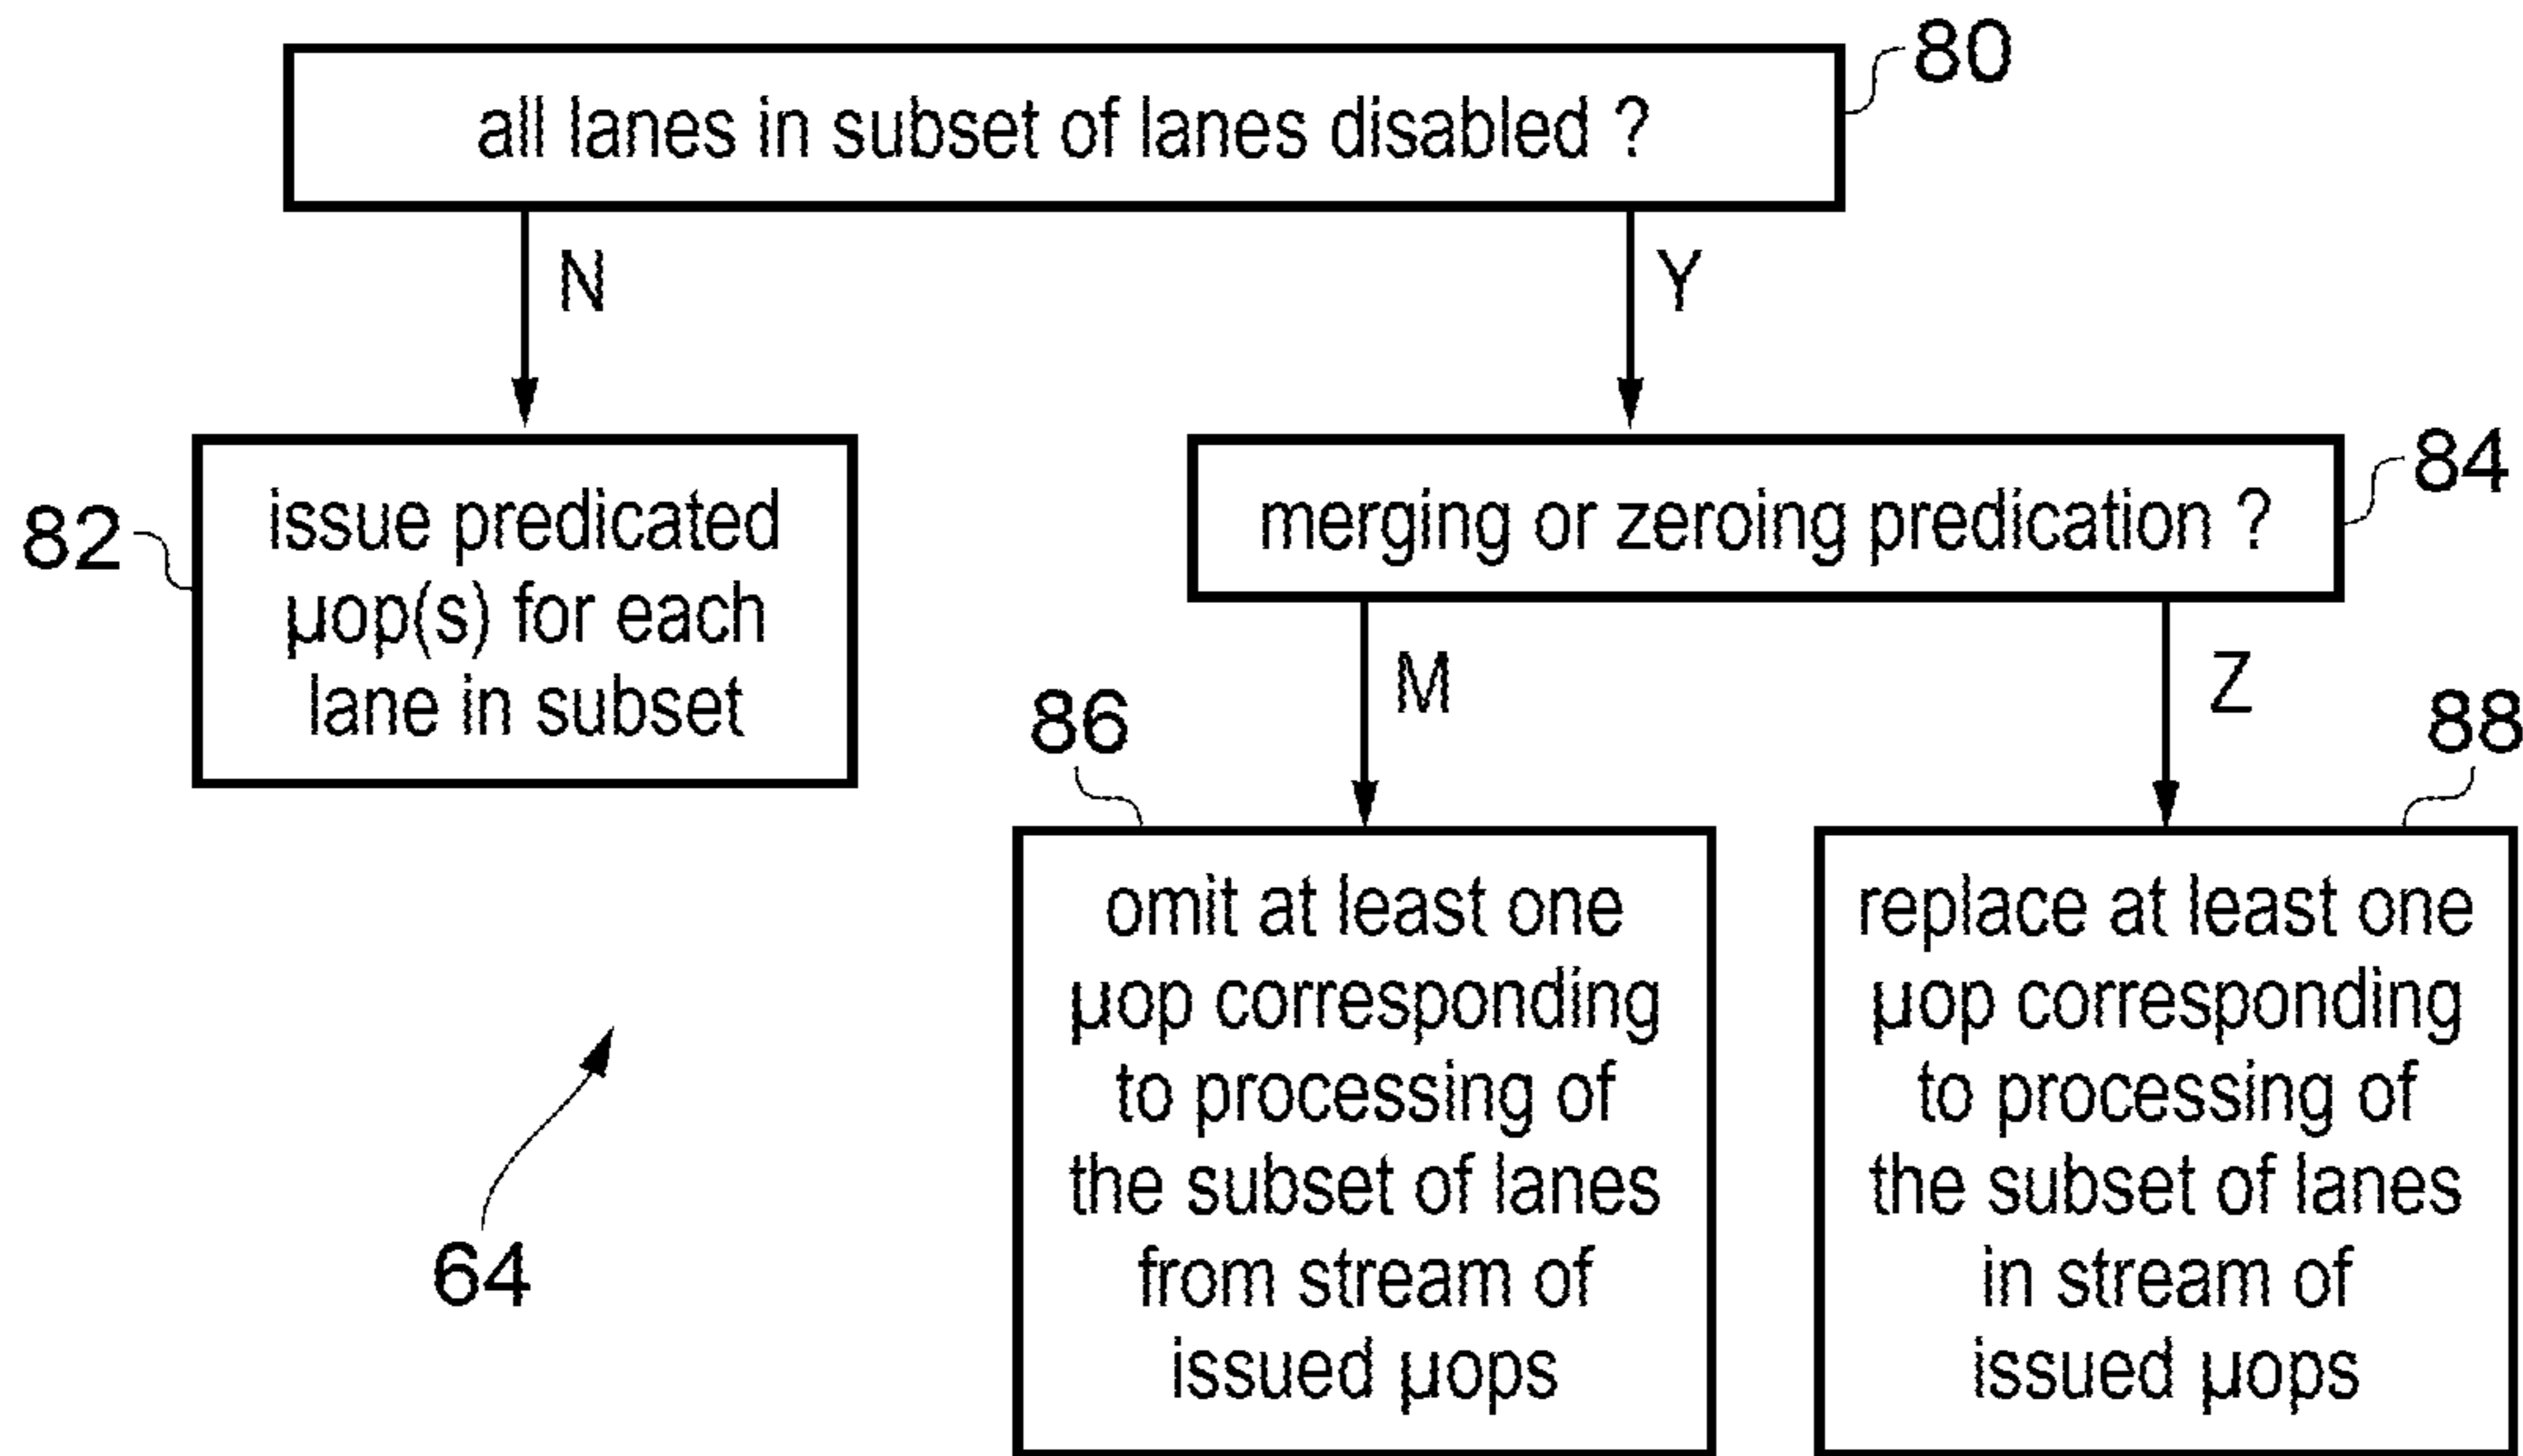 80
all lanes in subset of lanes disabled ?
N
Y
82
issue predicated
µop(s) for each
lane in subset
84
merging or zeroing predication ?
M
Z
86
omit at least one
µop corresponding
to processing of
the subset of lanes
from stream of
issued µops
88
replace at least one
µop corresponding
to processing of
the subset of lanes
in stream of
issued µops
64